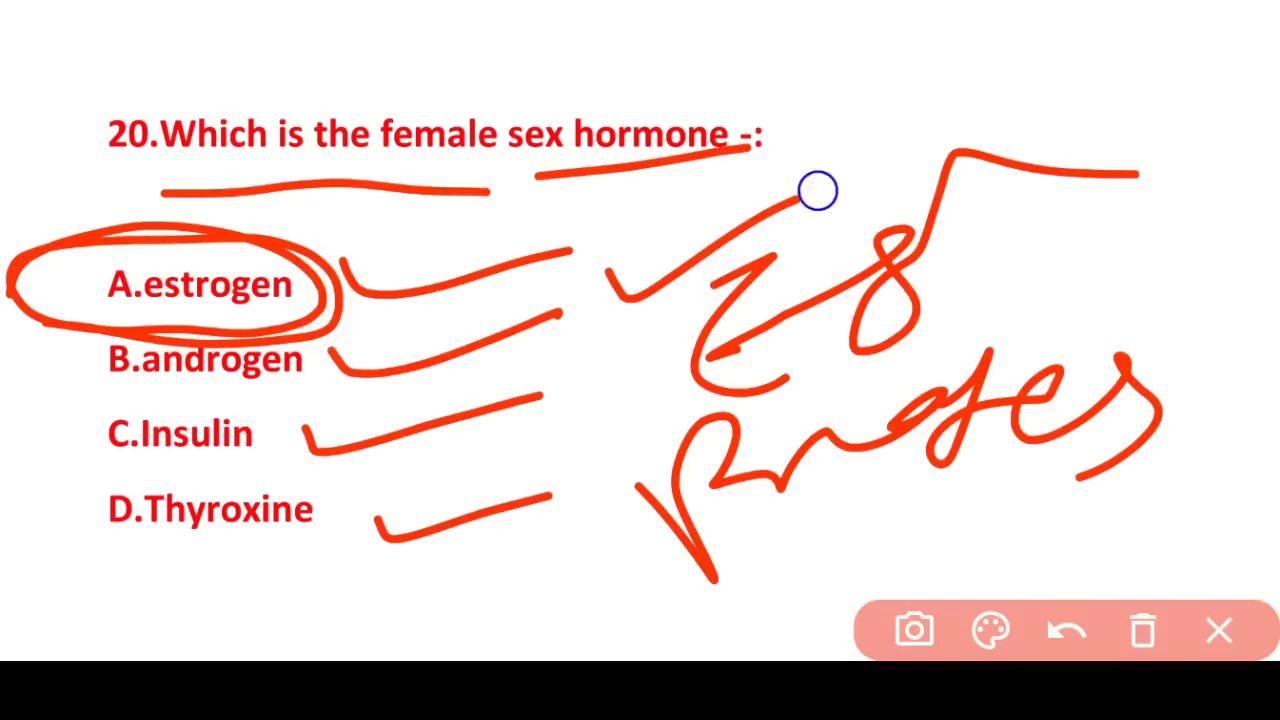 20.Which is the female sex hormone -:
A.estrogen
B.androgen
C.Insulin
D.Thyroxine